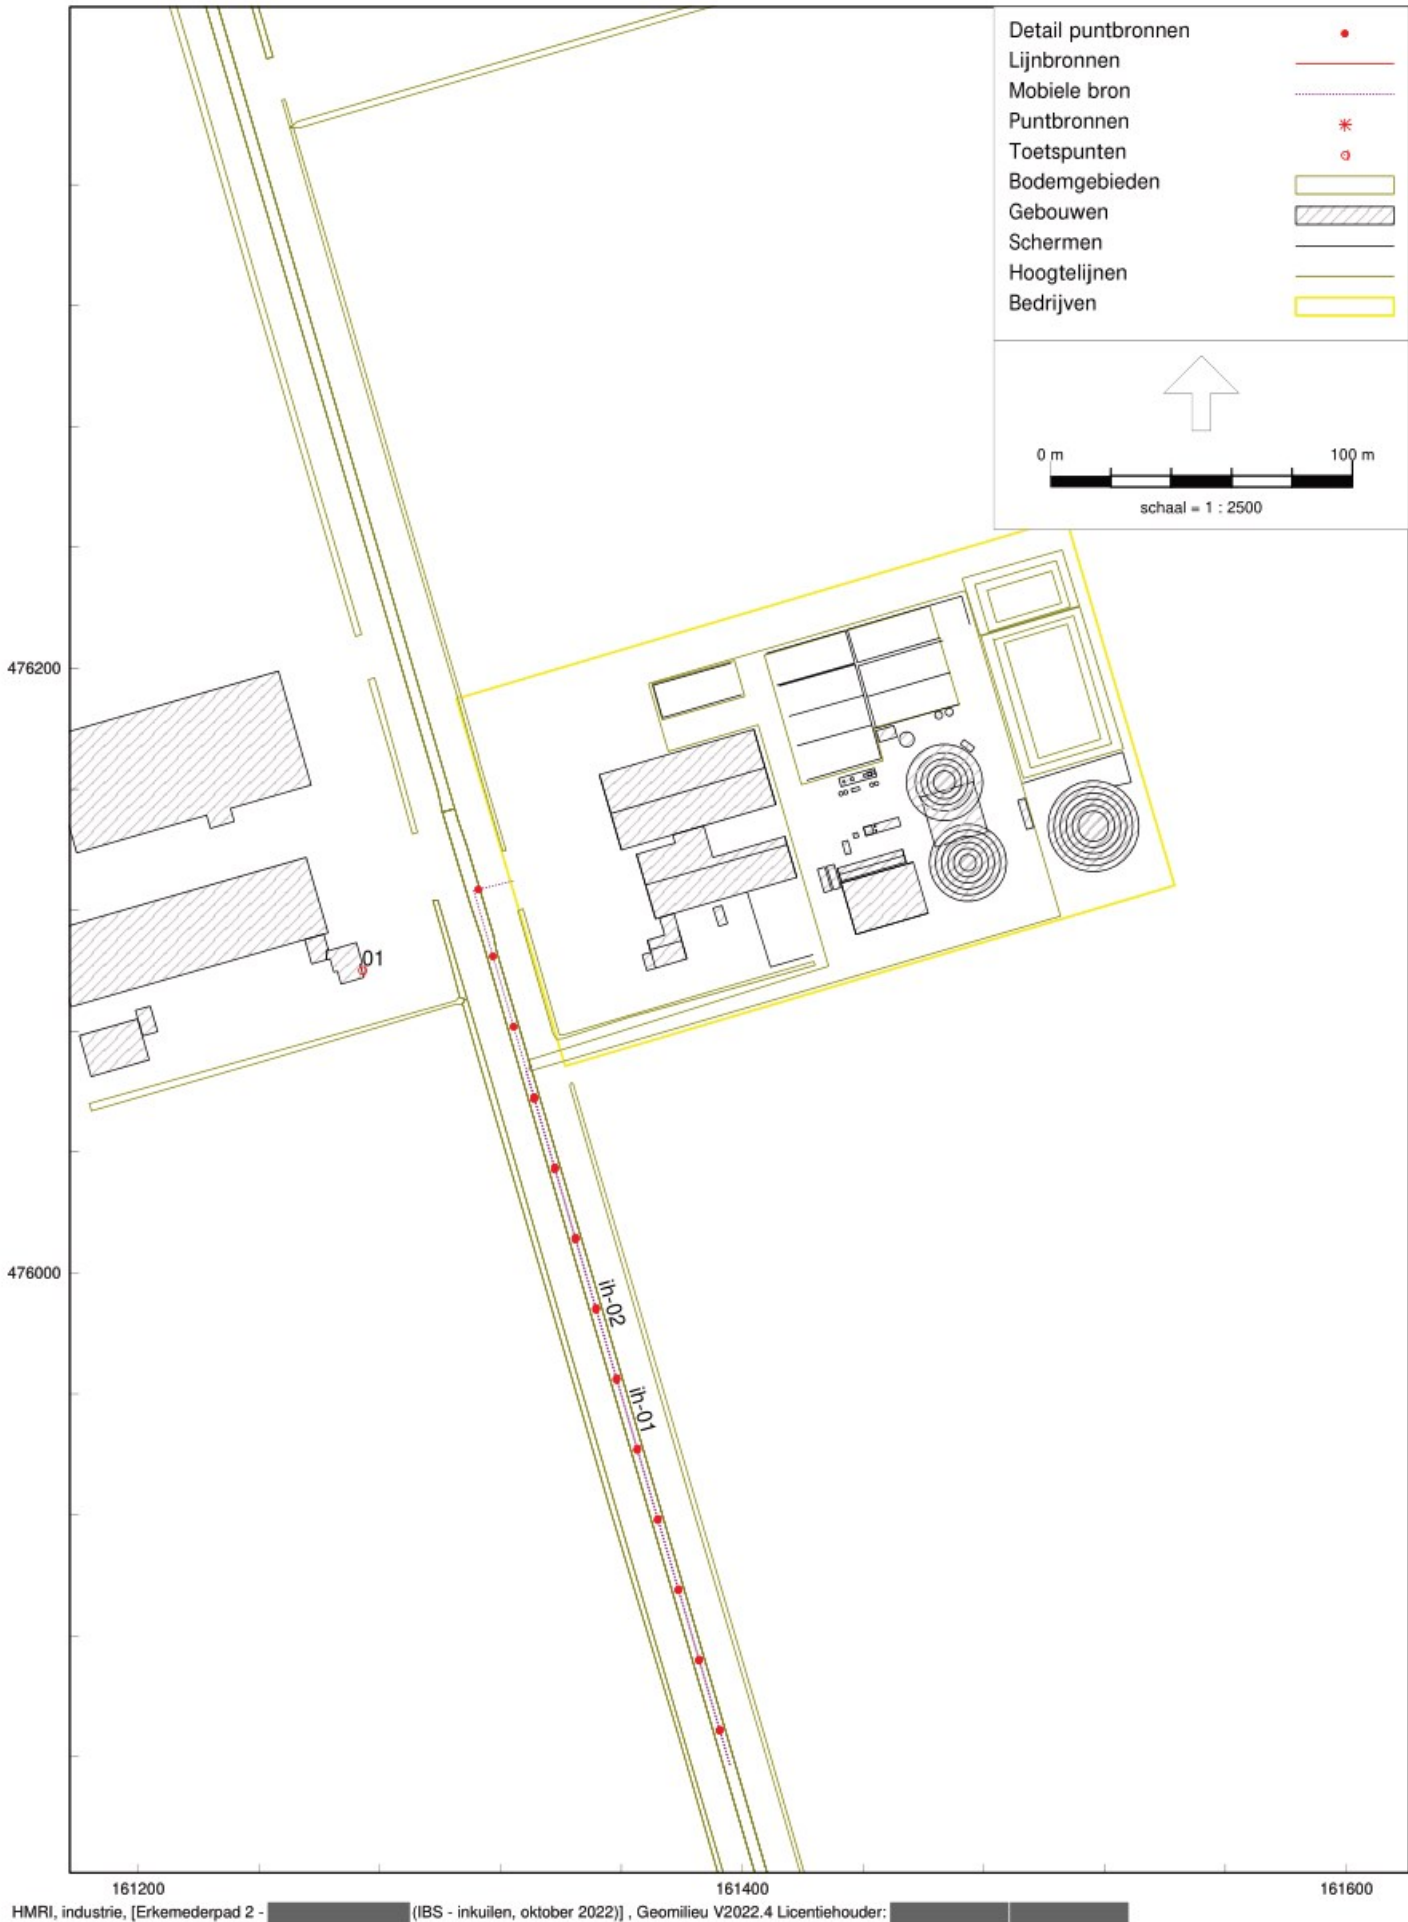 Detail puntbronnen
Lijnbronnen
Mobiele bron
Puntbronnen
Toetspunten
Bodemgebieden
Gebouwen
Schermen
Hoogtelijnen
Bedrijven
0 m 100 m
schaal = 1 : 2500
476200
01
476000
ih-02
ih-01
161200 161400 161600
HMRI, industrie, [Erkemederpad 2 - (IBS - inkuilen, oktober 2022)] , Geomilieu V2022.4 Licentiehouder: